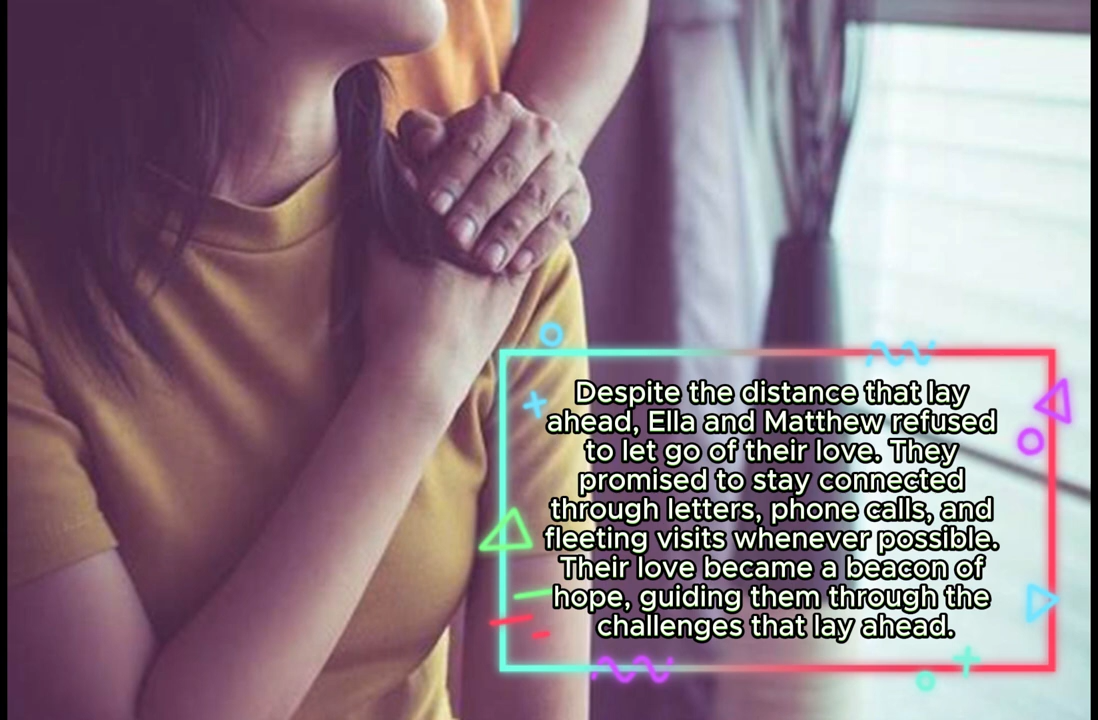 Despite the distance that lay
ahead, Ella and Matthew refused
to let go of their love. They
promised to stay connected
through letters, phone calls, and
fleeting visits whenever possible.
Their love became a beacon of
hope, guiding them through the
challenges that lay ahead.